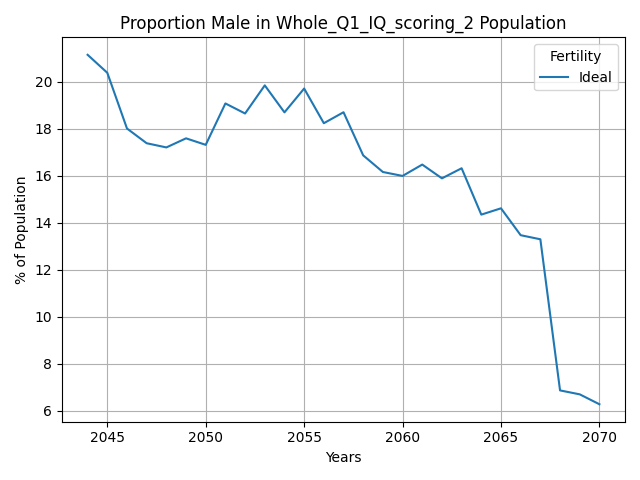 Proportion Male in Whole_Q1_IQ_scoring_2 Population
Fertility
Ideal
% of Population
20
18
16
14
12
10
8
6
2045 2050 2055 2060 2065 2070
Years